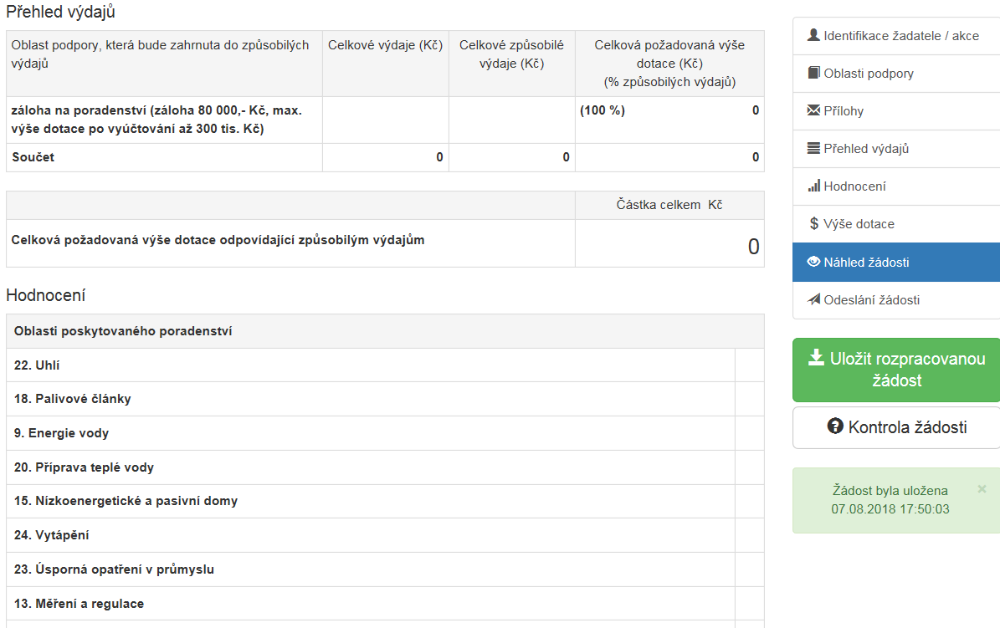 Přehled výdajů
Oblast podpory, která bude zahrnuta do způsobilých
výdajů
Celkové výdaje (Kč)
Celkové způsobilé
výdaje (Kč)
Celková požadovaná výše
dotace (Kč)
(% způsobilých výdajů)
záloha na poradenství (záloha 80 000,- Kč, max.
výše dotace po vyúčtování až 300 tis. Kč)
(100 %) 0
Součet 0 0 0
Částka celkem Kč
Celková požadovaná výše dotace odpovídající způsobilým výdajům
0
Hodnocení
Oblasti poskytovaného poradenství
22. Uhlí
18. Palivové články
9. Energie vody
20. Příprava teplé vody
15. Nízkoenergetické a pasivní domy
24. Vytápění
23. Úsporná opatření v průmyslu
13. Měření a regulace
Identifikace žadatele / akce
Oblasti podpory
Přílohy
Přehled výdajů
Hodnocení
$ Výše dotace
Náhled žádosti
Odeslání žádosti
Uložit rozpracovanou
žádost
Kontrola žádosti
Žádost byla uložena ×
07.08.2018 17:50:03